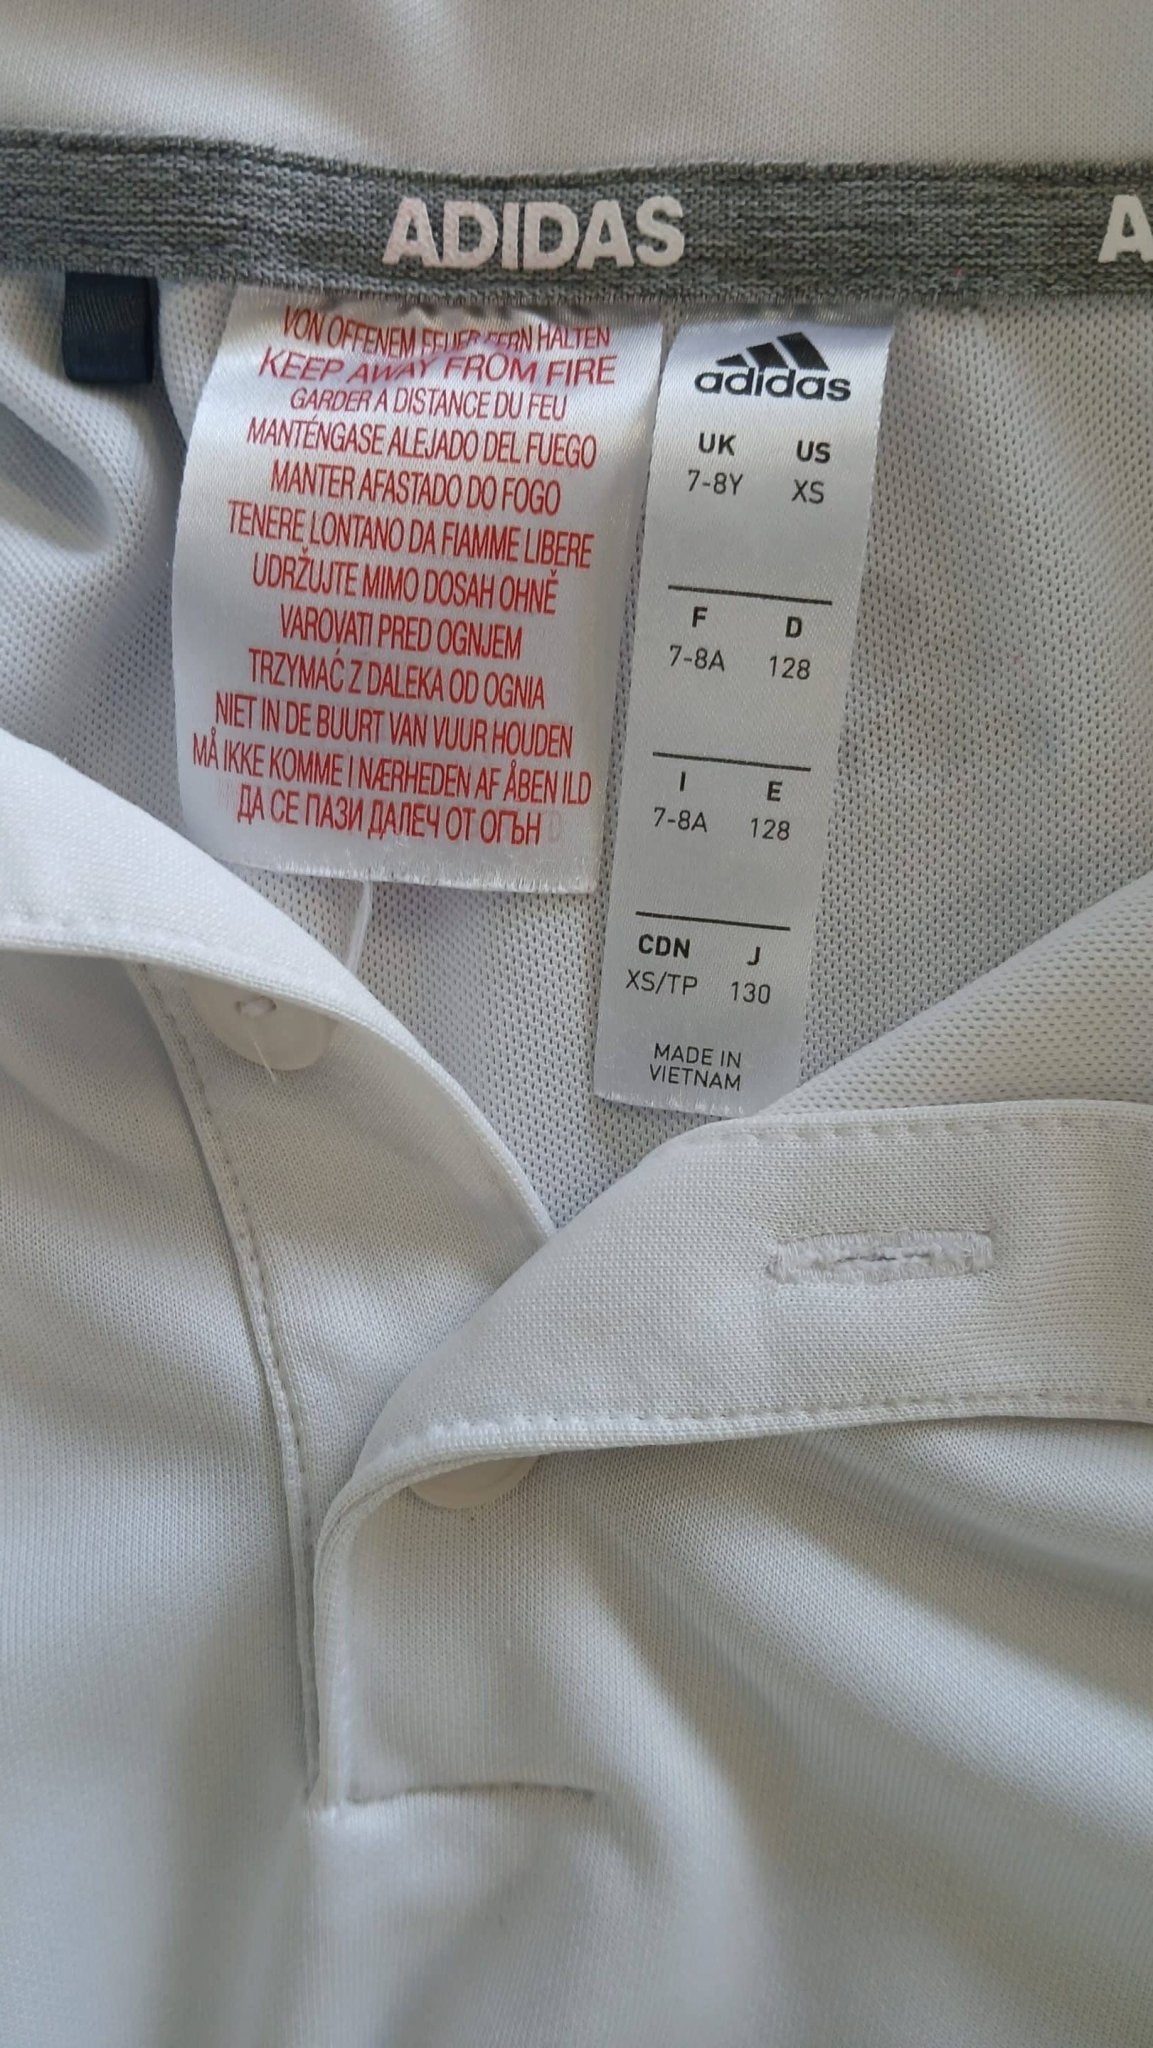 ADIDAS
A
VON OFFENEM FEUER FERN HALTEN
KEEP AWAY FROM FIRE
GARDER A DISTANCE DU FEU
MANTÉNGASE ALEJADO DEL FUEGO
MANTER AFASTADO DO FOGO
TENERE LONTANO DA FIAMME LIBERE
UDRŽUJTE MIMO DOSAH OHNĚ
VAROVATI PRED OGNJEM
TRZYMAĆ Z DALEKA OD OGNIA
NIET IN DE BUURT VAN VUUR HOUDEN
MÅ IKKE KOMME I NÆRHEDEN AF ÅBEN ILD
ДА СЕ ПАЗИ ДАЛЕЧ ОТ ОГЪН
adidas
UK US
7-8Y XS
F D
7-8A 128
I E
7-8A 128
CDN J
XS/TP 130
MADE IN
VIETNAM